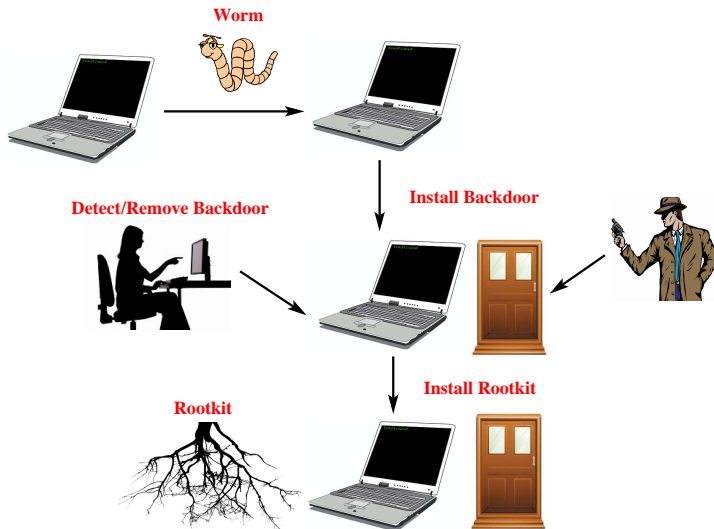 Worm
Install Backdoor
Detect/Remove Backdoor
Install Rootkit
Rootkit